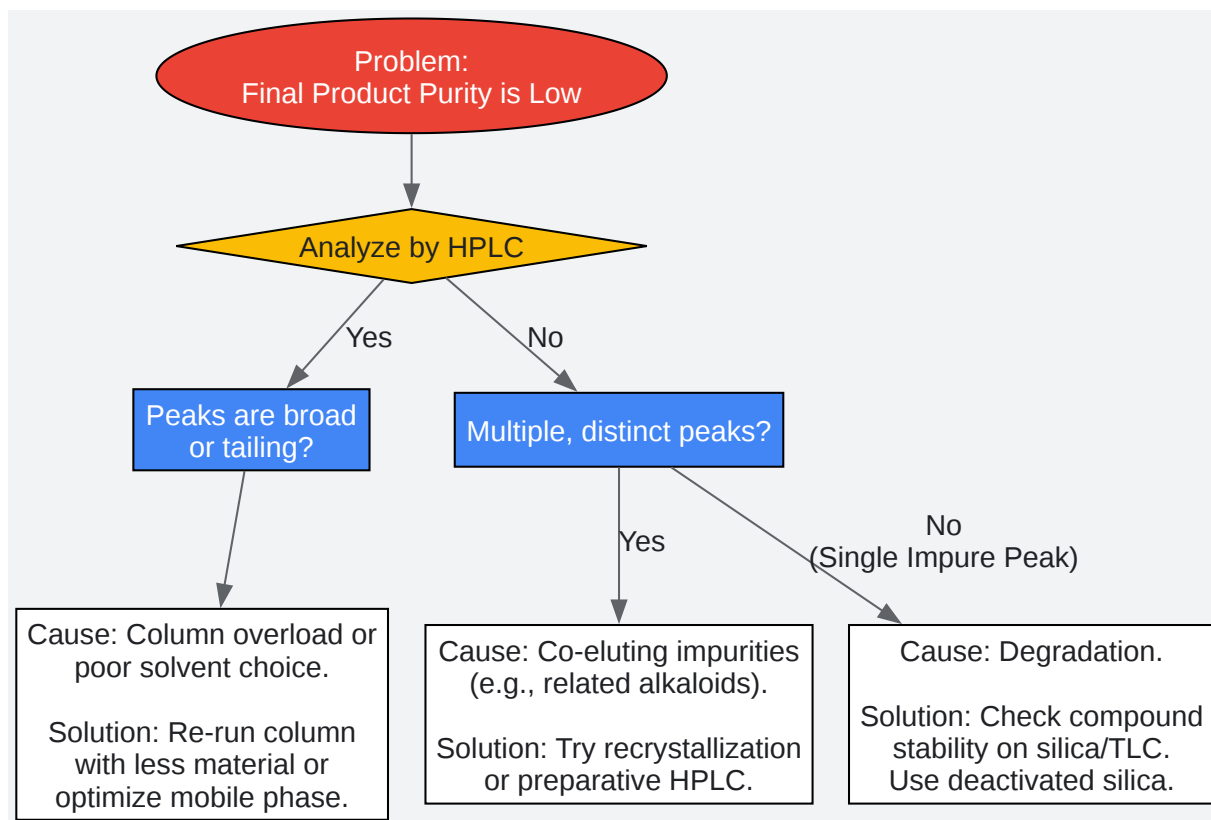 Problem:
Final Product Purity is Low
Analyze by HPLC
Yes
No
Peaks are broad
or tailing?
Multiple, distinct peaks?
Yes
No
(Single Impure Peak)
Cause: Column overload or
poor solvent choice.
Solution: Re-run column
with less material or
optimize mobile phase.
Cause: Co-eluting impurities
(e.g., related alkaloids).
Solution: Try recrystallization
or preparative HPLC.
Cause: Degradation.
Solution: Check compound
stability on silica/TLC.
Use deactivated silica.